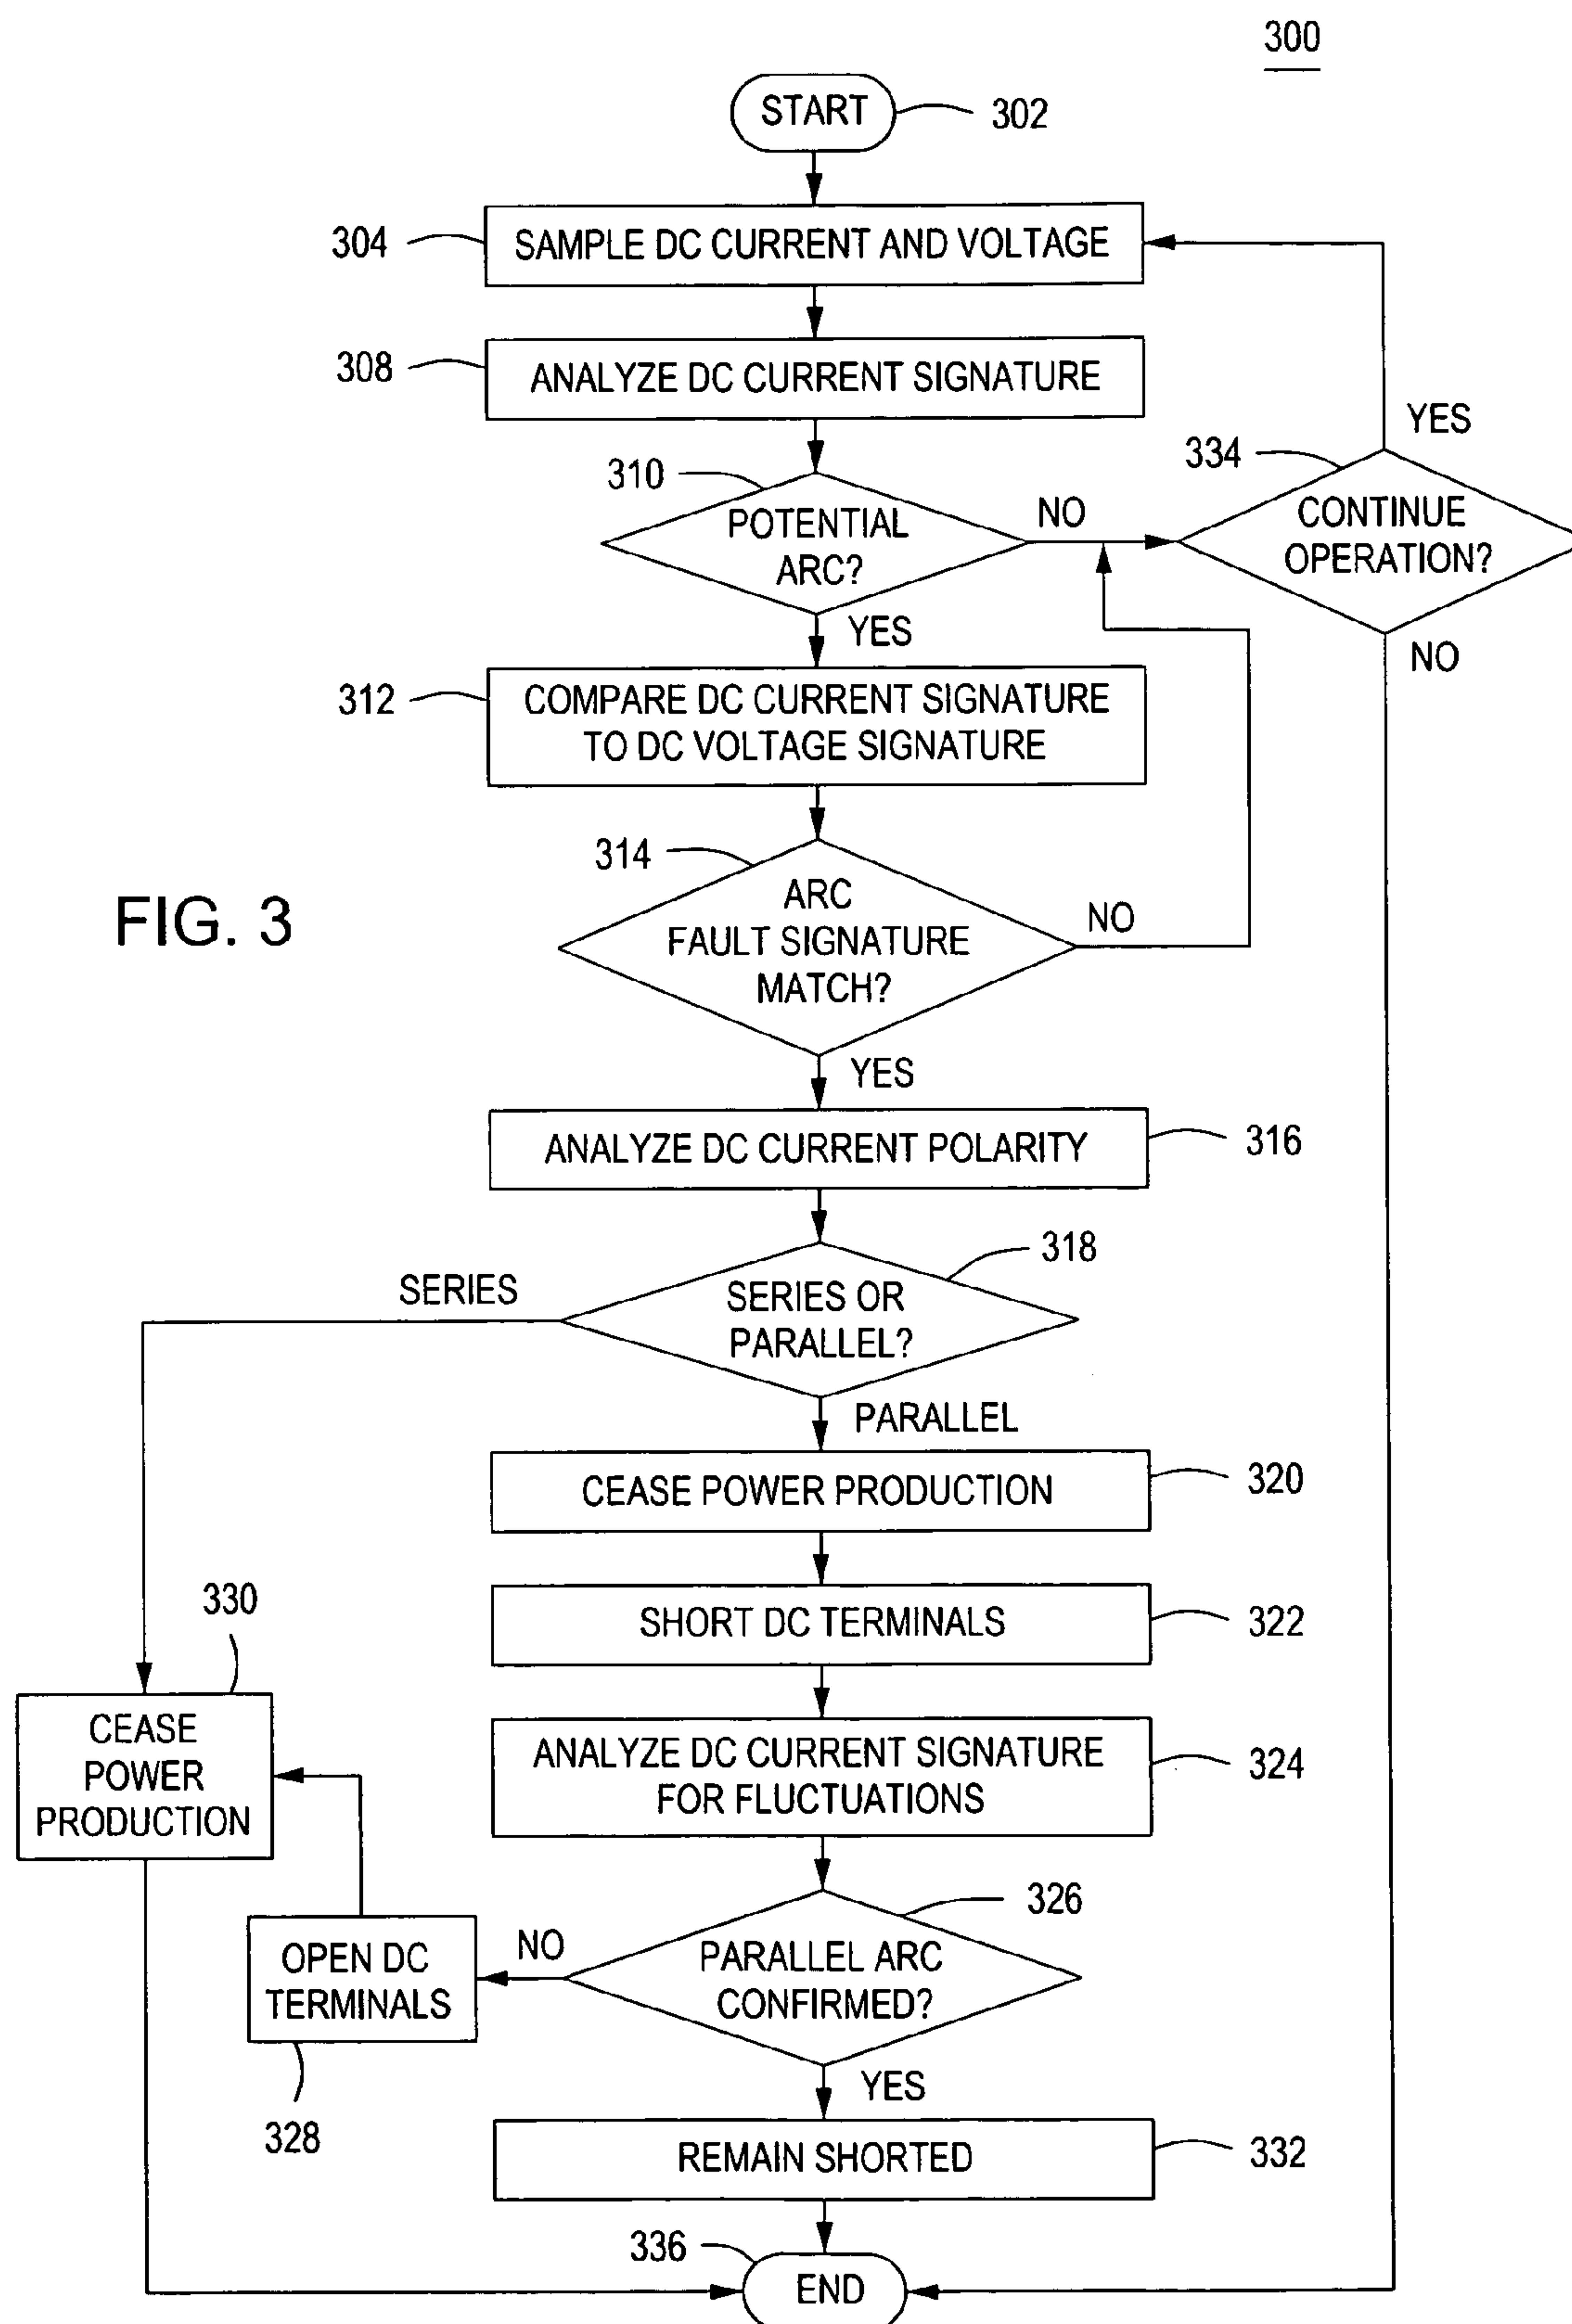 300
START
302
304
SAMPLE DC CURRENT AND VOLTAGE
308
ANALYZE DC CURRENT SIGNATURE
YES
334
310
POTENTIAL
ARC?
NO
CONTINUE
OPERATION?
YES
NO
312
COMPARE DC CURRENT SIGNATURE
TO DC VOLTAGE SIGNATURE
314
ARC
FAULT SIGNATURE
MATCH?
NO
FIG. 3
YES
ANALYZE DC CURRENT POLARITY
316
318
SERIES
SERIES OR
PARALLEL?
PARALLEL
CEASE POWER PRODUCTION
320
SHORT DC TERMINALS
322
330
CEASE
POWER
PRODUCTION
ANALYZE DC CURRENT SIGNATURE
FOR FLUCTUATIONS
324
326
PARALLEL ARC
CONFIRMED?
NO
OPEN DC
TERMINALS
328
YES
REMAIN SHORTED
332
336
END